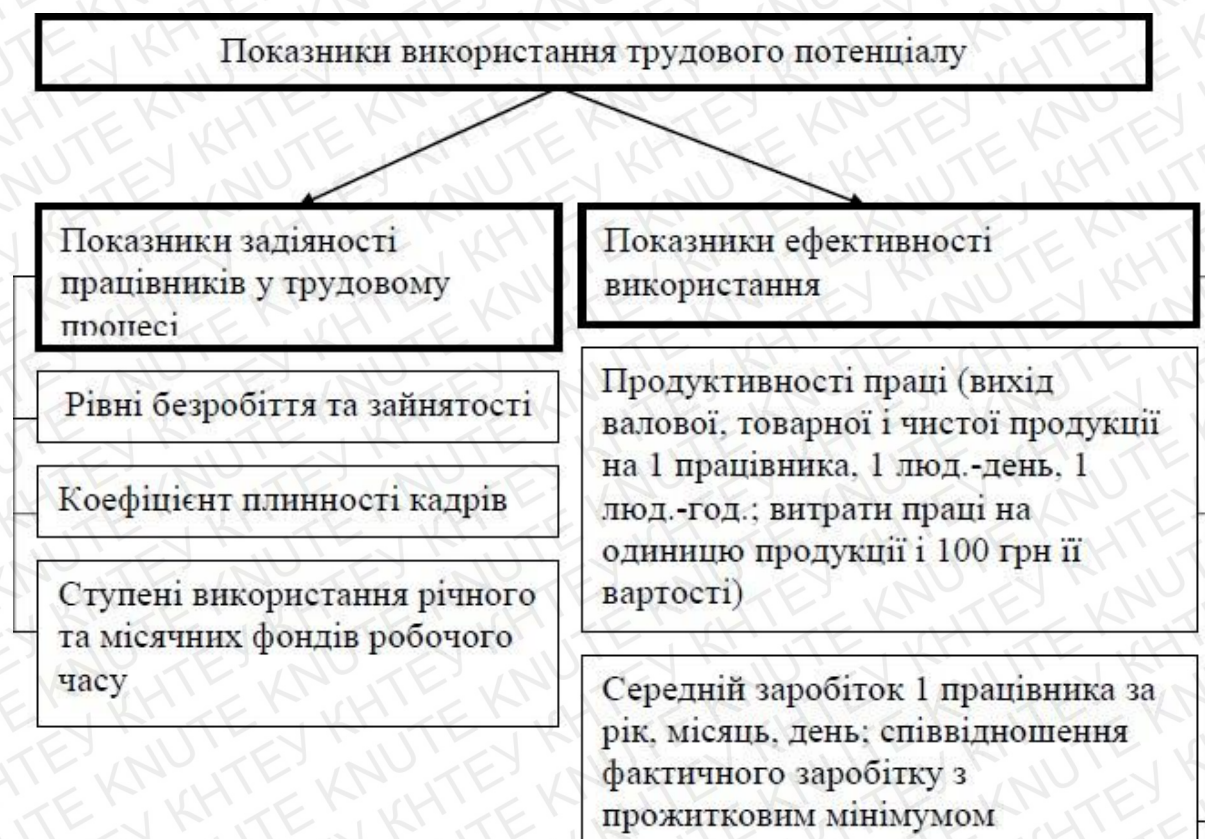 Показники використання трудового потенціалу
Показники задіяності
працівників у трудовому
процесі
Рівні безробіття та зайнятості
Коефіцієнт плинності кадрів
Ступені використання річного
та місячних фондів робочого
часу
Показники ефективності
використання
Продуктивності праці (вихід
валової, товарної і чистої продукції
на 1 працівника, 1 люд.-день, 1
люд.-год.; витрати праці на
одиницю продукції і 100 грн її
вартості)
Середній заробіток 1 працівника за
рік, місяць, день; співвідношення
фактичного заробітку з
прожитковим мінімумом